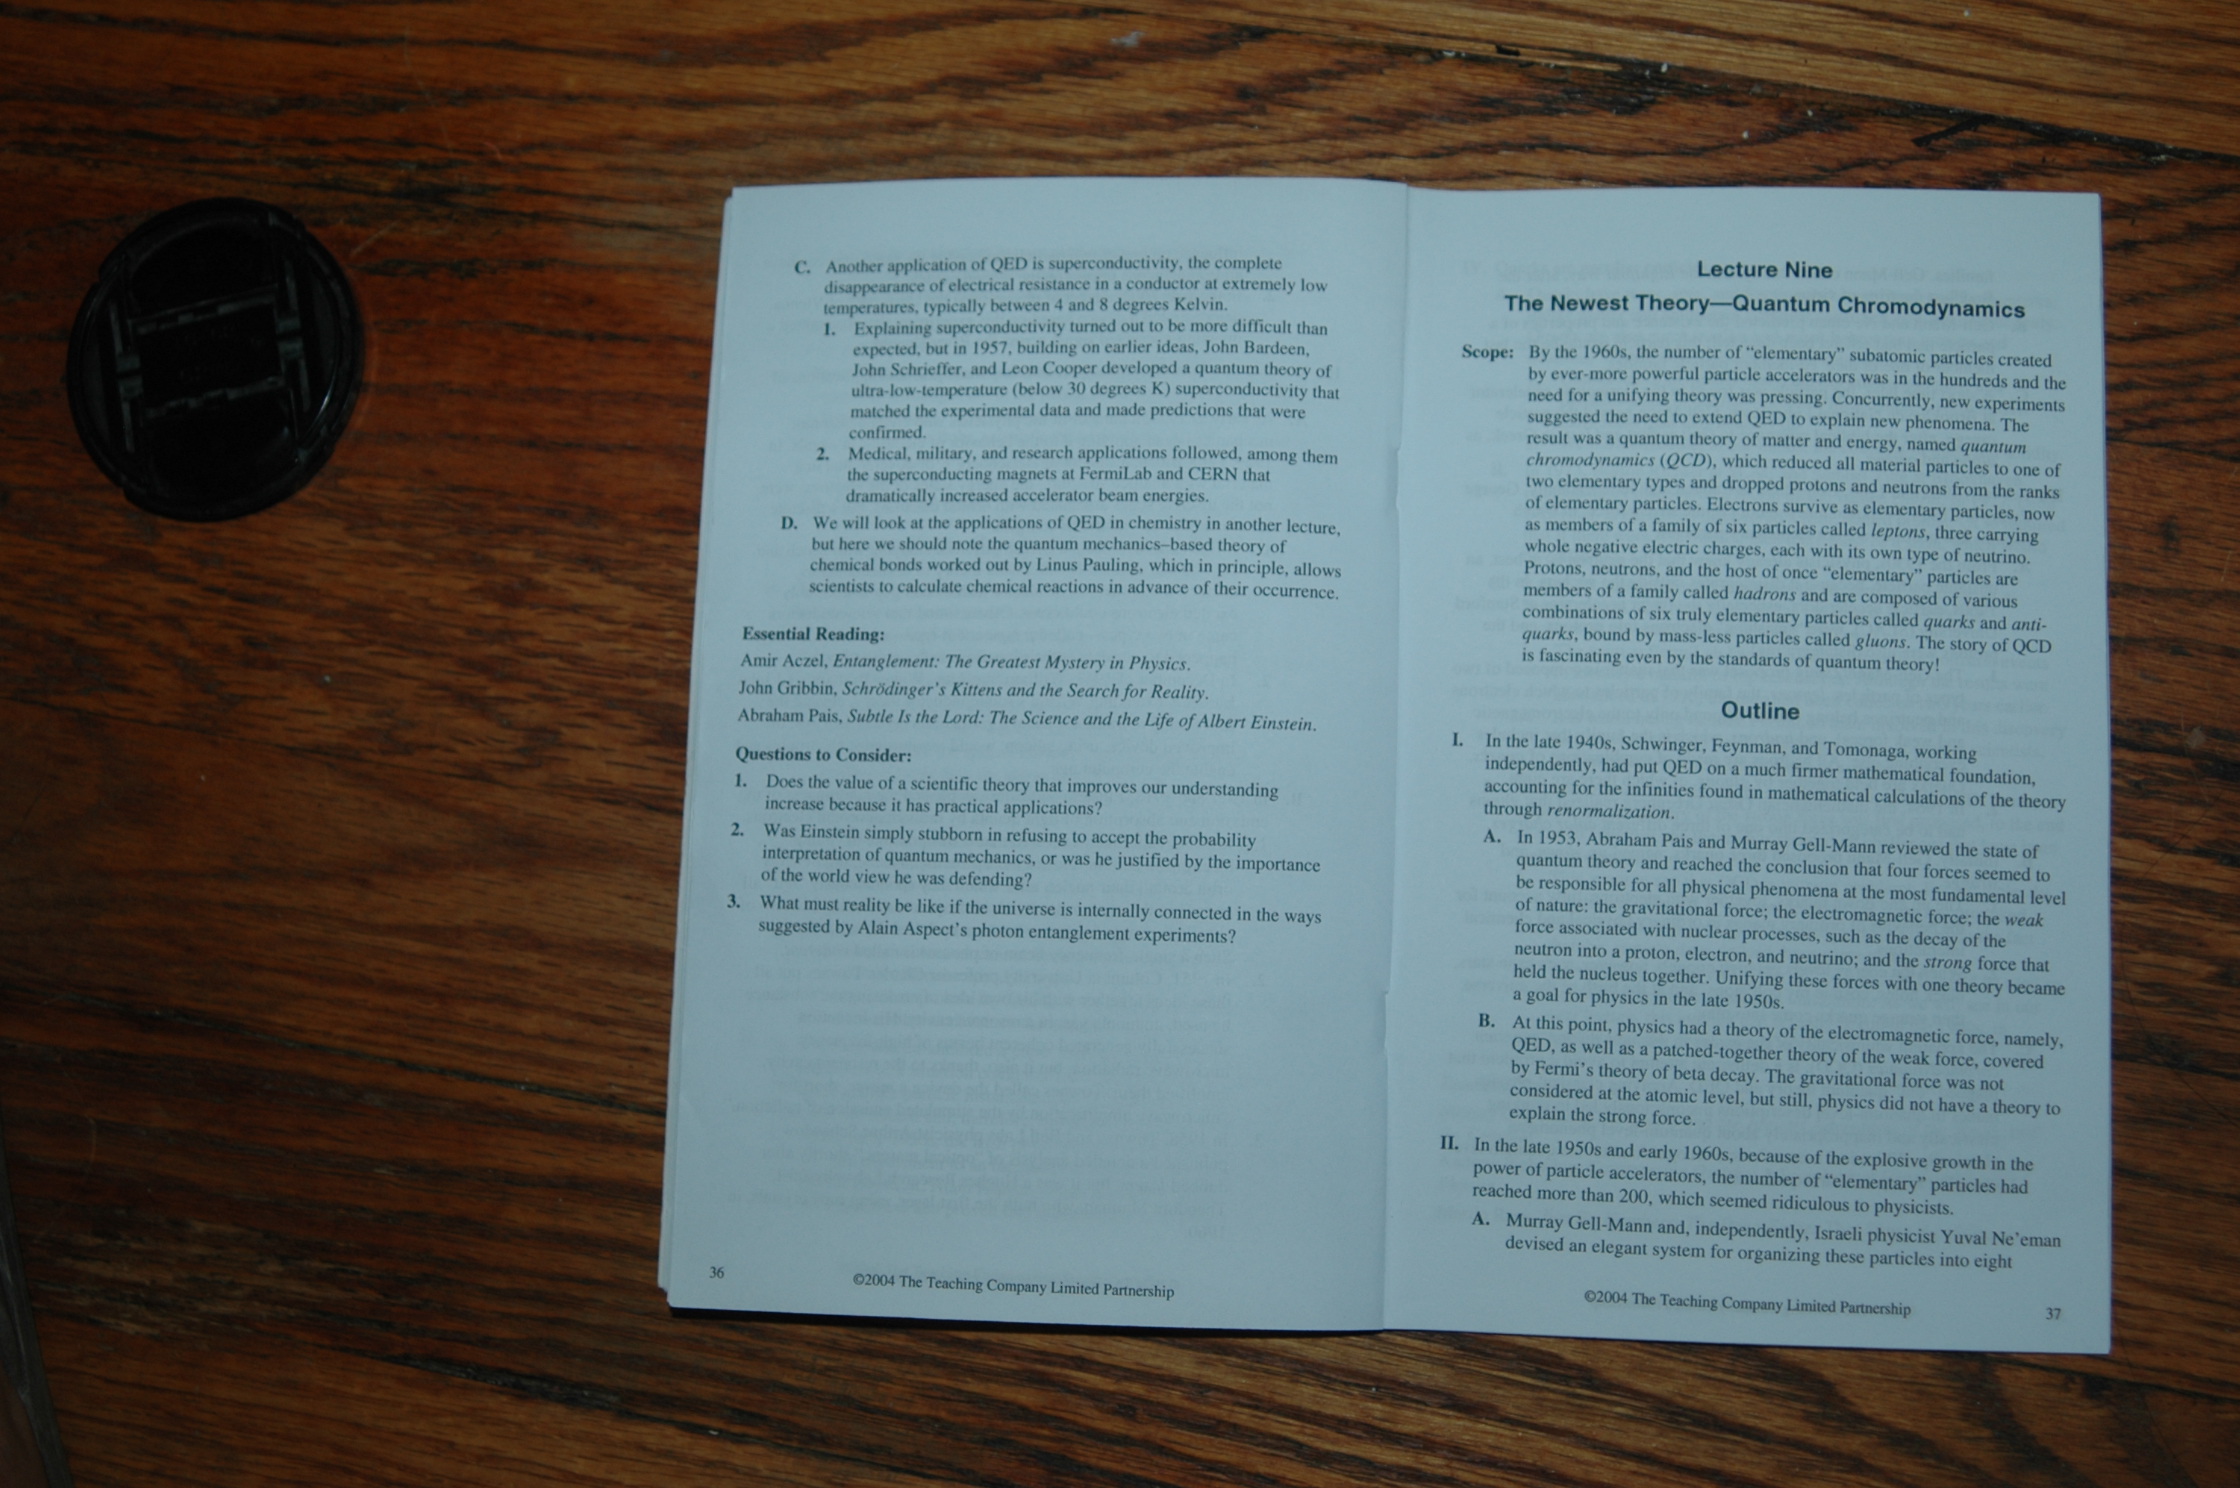 C. Another application of QED is superconductivity, the complete
disappearance of electrical resistance in a conductor at extremely low
temperatures, typically between 4 and 8 degrees Kelvin.
1. Explaining superconductivity turned out to be more difficult than
expected, but in 1957, building on earlier ideas, John Bardeen,
John Schrieffer, and Leon Cooper developed a quantum theory of
ultra-low-temperature (below 30 degrees K) superconductivity that
matched the experimental data and made predictions that were
confirmed.
2. Medical, military, and research applications followed, among them
the superconducting magnets at FermiLab and CERN that
dramatically increased accelerator beam energies.
D. We will look at the applications of QED in chemistry in another lecture,
but here we should note the quantum mechanics–based theory of
chemical bonds worked out by Linus Pauling, which in principle, allows
scientists to calculate chemical reactions in advance of their occurrence.
Essential Reading:
Amir Aczel, Entanglement: The Greatest Mystery in Physics.
John Gribbin, Schrödinger's Kittens and the Search for Reality.
Abraham Pais, Subtle Is the Lord: The Science and the Life of Albert Einstein.
Questions to Consider:
1. Does the value of a scientific theory that improves our understanding
increase because it has practical applications?
2. Was Einstein simply stubborn in refusing to accept the probability
interpretation of quantum mechanics, or was he justified by the importance
of the world view he was defending?
3. What must reality be like if the universe is internally connected in the ways
suggested by Alain Aspect's photon entanglement experiments?
36
©2004 The Teaching Company Limited Partnership
Lecture Nine
The Newest Theory—Quantum Chromodynamics
Scope: By the 1960s, the number of “elementary” subatomic particles created
by ever-more powerful particle accelerators was in the hundreds and the
need for a unifying theory was pressing. Concurrently, new experiments
suggested the need to extend QED to explain new phenomena. The
result was a quantum theory of matter and energy, named quantum
chromodynamics (QCD), which reduced all material particles to one of
two elementary types and dropped protons and neutrons from the ranks
of elementary particles. Electrons survive as elementary particles, now
as members of a family of six particles called leptons, three carrying
whole negative electric charges, each with its own type of neutrino.
Protons, neutrons, and the host of once “elementary” particles are
members of a family called hadrons and are composed of various
combinations of six truly elementary particles called quarks and anti-
quarks, bound by mass-less particles called gluons. The story of QCD
is fascinating even by the standards of quantum theory!
Outline
I. In the late 1940s, Schwinger, Feynman, and Tomonaga, working
independently, had put QED on a much firmer mathematical foundation,
accounting for the infinities found in mathematical calculations of the theory
through renormalization.
A. In 1953, Abraham Pais and Murray Gell-Mann reviewed the state of
quantum theory and reached the conclusion that four forces seemed to
be responsible for all physical phenomena at the most fundamental level
of nature: the gravitational force; the electromagnetic force; the weak
force associated with nuclear processes, such as the decay of the
neutron into a proton, electron, and neutrino; and the strong force that
held the nucleus together. Unifying these forces with one theory became
a goal for physics in the late 1950s.
B. At this point, physics had a theory of the electromagnetic force, namely,
QED, as well as a patched-together theory of the weak force, covered
by Fermi's theory of beta decay. The gravitational force was not
considered at the atomic level, but still, physics did not have a theory to
explain the strong force.
II. In the late 1950s and early 1960s, because of the explosive growth in the
power of particle accelerators, the number of “elementary” particles had
reached more than 200, which seemed ridiculous to physicists.
A. Murray Gell-Mann and, independently, Israeli physicist Yuval Ne'eman
devised an elegant system for organizing these particles into eight
©2004 The Teaching Company Limited Partnership
37